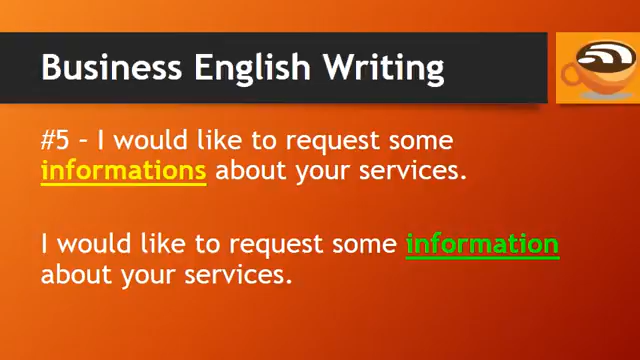 Business English Writing
#5 – I would like to request some
informations about your services.
I would like to request some information
about your services.